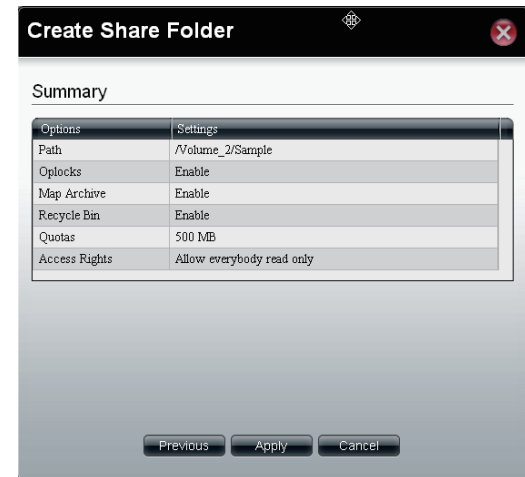 Create Share Folder
Summary
Options Settings
Path /Volume_2/Sample
Oplocks Enable
Map Archive Enable
Recycle Bin Enable
Quotas 500 MB
Access Rights Allow everybody read only
Previous Apply Cancel